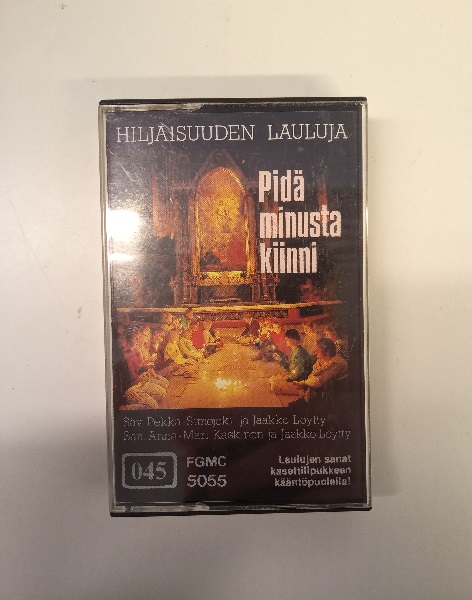 HILJAISUUDEN LAULUJA
Pidä
minusta
kiinni
Säv. Pekka Simojoki ja Jaakko Löytty
San. Anna-Mari Kaskinen ja Jaakko Löytty
045
FGMC
5055
Laulujen sanat
kasettilipukkeen
kääntöpuolella!